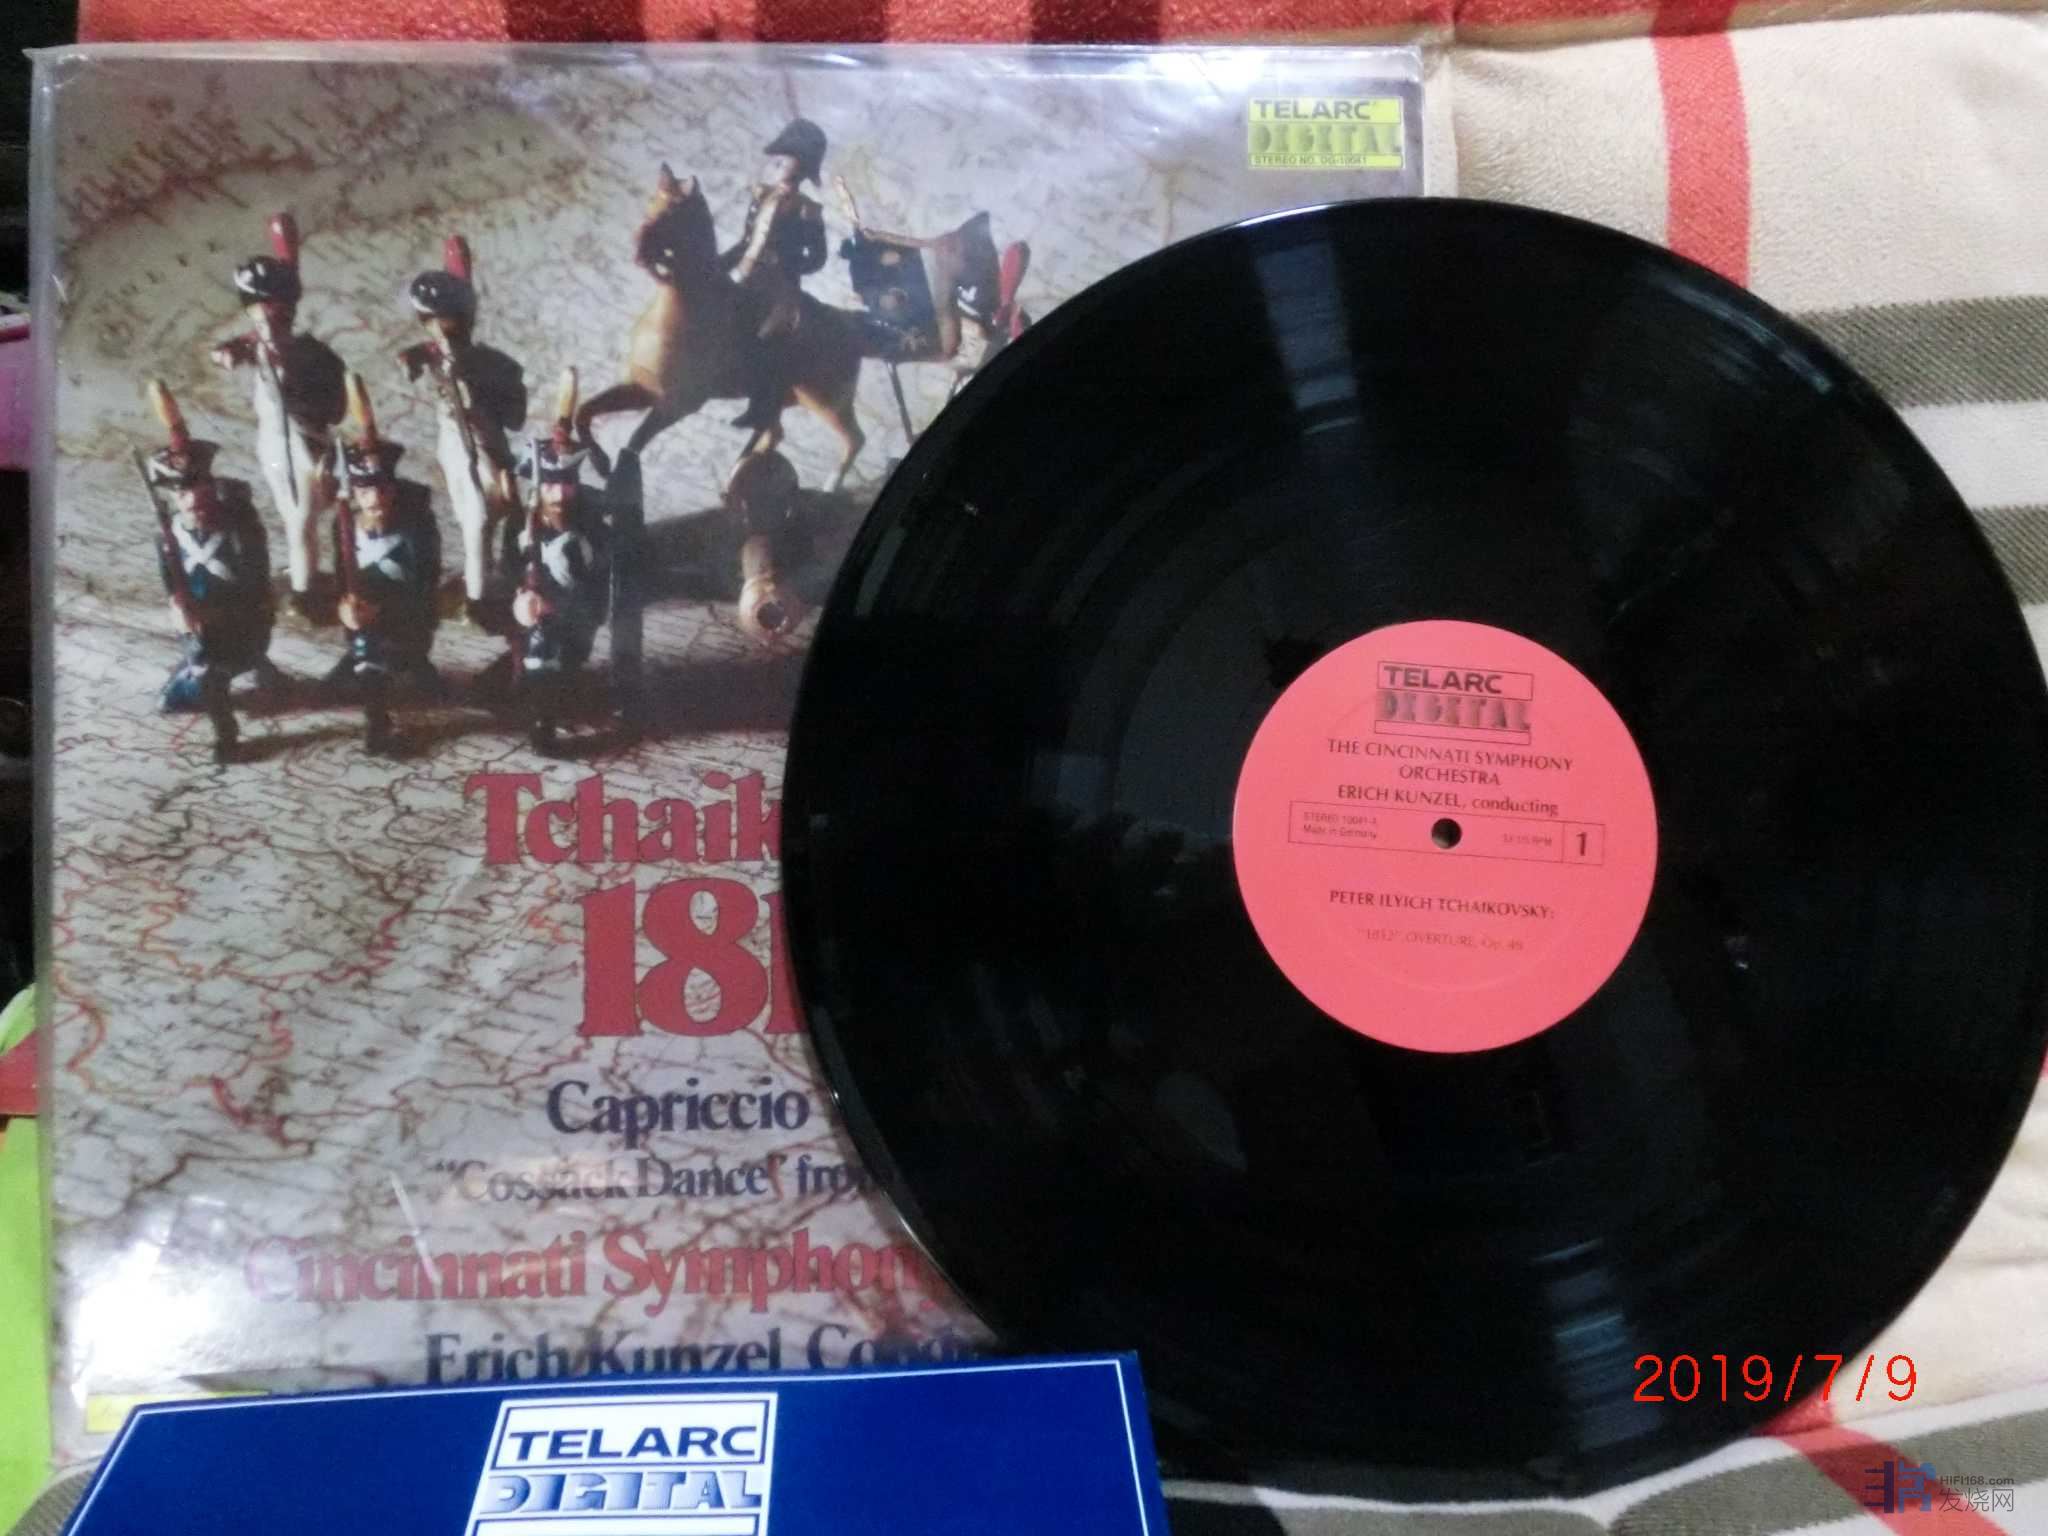 TELARC
DIGITAL
STEREO NO. DG-10041
Tchaik
181
Capriccio
"Cossack Dance" from
Cincinnati Symphony
Erich Kunzel, Cond
TELARC
DIGITAL
THE CINCINNATI SYMPHONY
ORCHESTRA
ERICH KUNZEL, conducting
STEREO 10041-A
Made in Germany
33 1/3 RPM
1
PETER ILYICH TCHAIKOVSKY:
"1812" OVERTURE, Op. 49
TELARC
DIGITAL
2019/7/9
HIFI168.com
发烧网